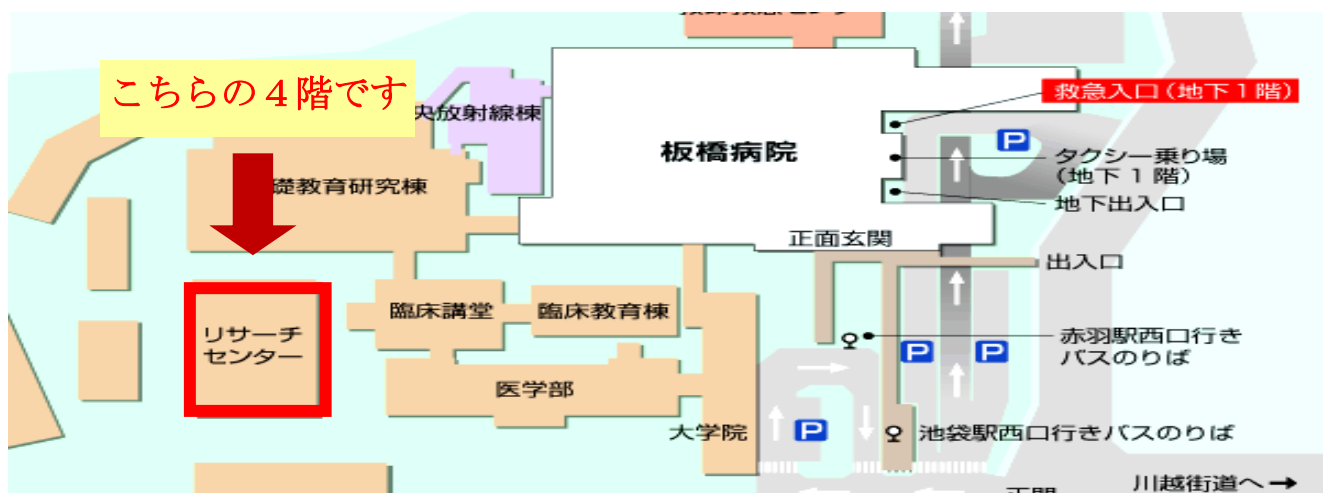 こちらの４階です
央放射線棟
救急入口(地下1階)
板橋病院
タクシー乗り場
(地下1階)
礎教育研究棟
地下出入口
正面玄関
出入口
臨床講堂
臨床教育棟
リサーチ
センター
赤羽駅西口行き
バスのりば
医学部
大学院
池袋駅西口行きバスのりば
川越街道へ→
P
P
P
P